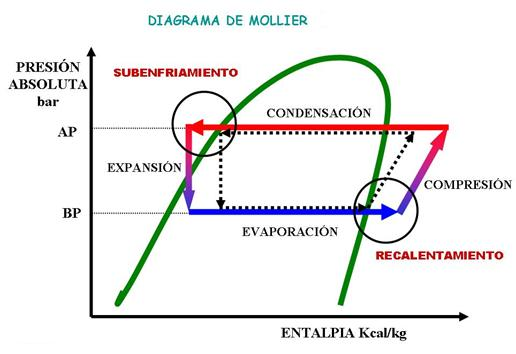 DIAGRAMA DE MOLLIER
PRESIÓN
ABSOLUTA
bar
SUBENFRIAMIENTO
CONDENSACIÓN
AP
EXPANSIÓN
COMPRESIÓN
BP
EVAPORACIÓN
RECALENTAMIENTO
ENTALPIA Kcal/kg